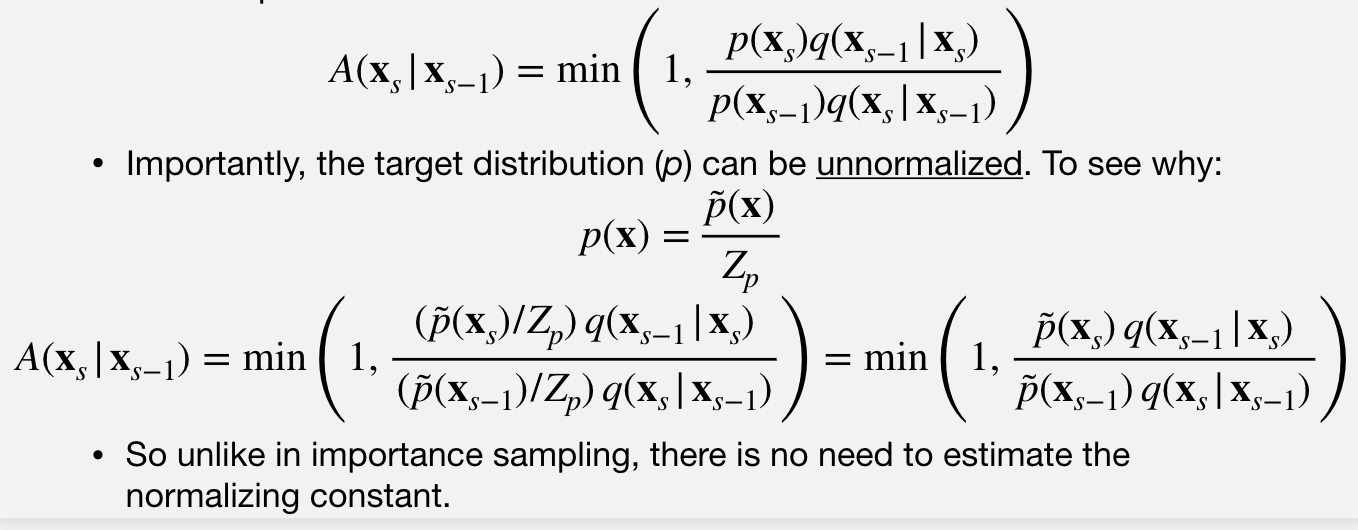 A(x_s | x_{s−1}) = min ( 1, p(x_s)q(x_{s−1} | x_s) / p(x_{s−1})q(x_s | x_{s−1}) )
• Importantly, the target distribution (p) can be unnormalized. To see why:
p(x) = p̃(x) / Z_p
A(x_s | x_{s−1}) = min ( 1, (p̃(x_s)/Z_p) q(x_{s−1} | x_s) / (p̃(x_{s−1})/Z_p) q(x_s | x_{s−1}) ) = min ( 1, p̃(x_s) q(x_{s−1} | x_s) / p̃(x_{s−1}) q(x_s | x_{s−1}) )
• So unlike in importance sampling, there is no need to estimate the
normalizing constant.